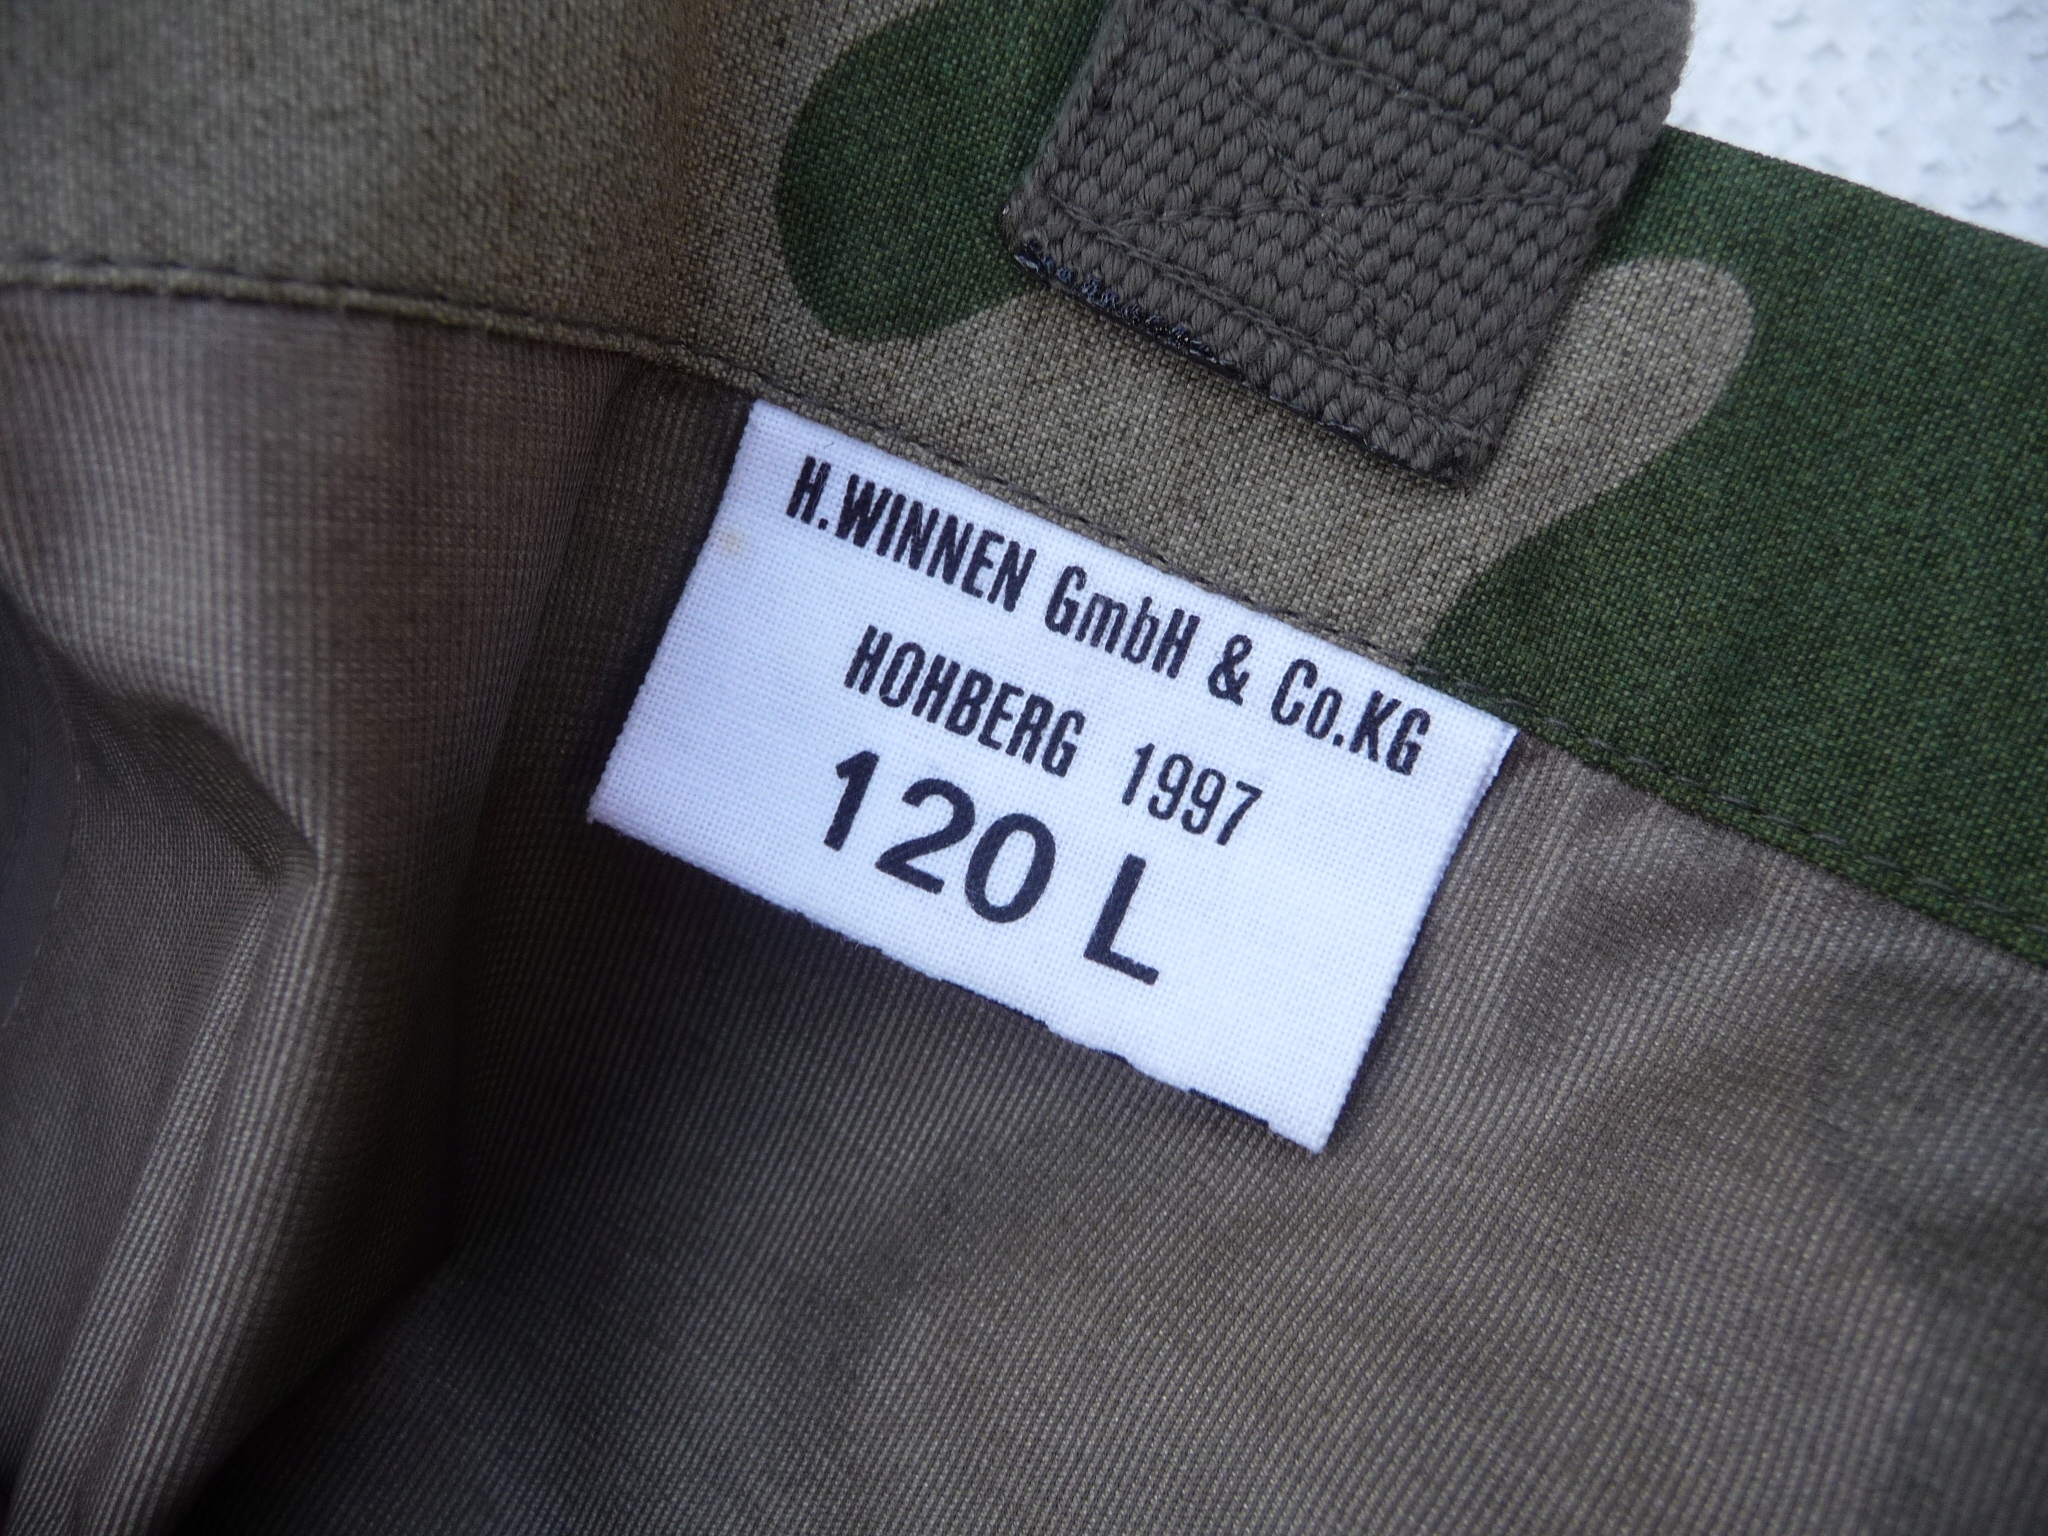 H.WINNEN GmbH & Co.KG
HOHBERG 1997
120 L